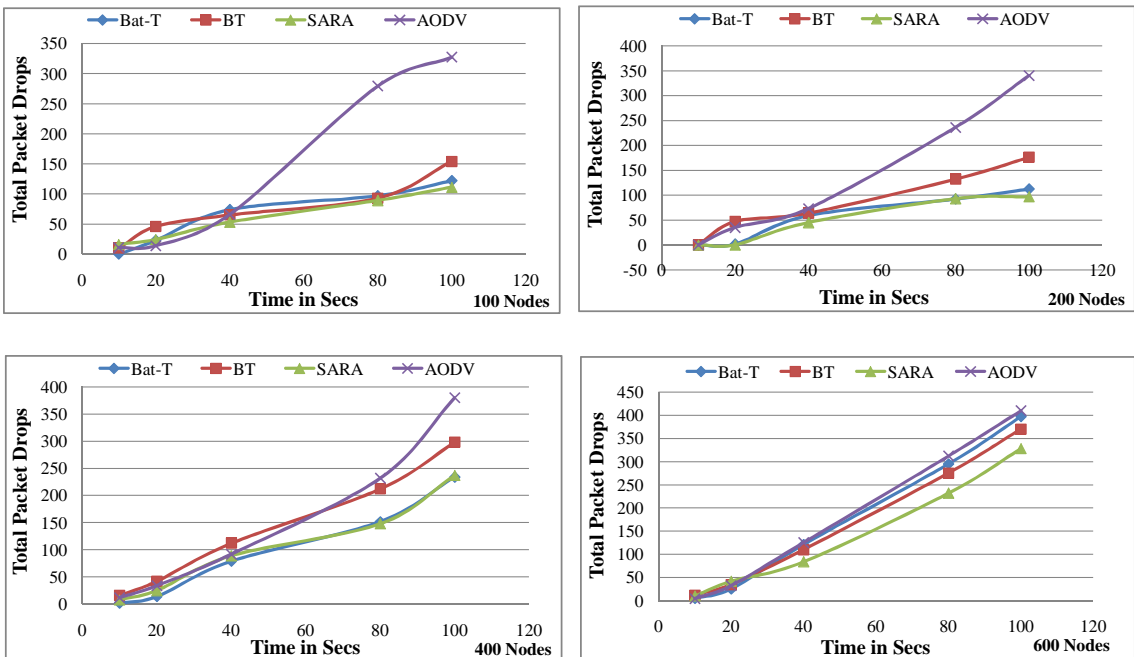 Bat-T BT SARA AODV
350
300
250
200
150
100
50
0
0 20 40 60 80 100 120
Total Packet Drops
Time in Secs
100 Nodes
Bat-T BT SARA AODV
400
350
300
250
200
150
100
50
0
-50
0 20 40 60 80 100 120
Total Packet Drops
Time in Secs
200 Nodes
Bat-T BT SARA AODV
400
350
300
250
200
150
100
50
0
0 20 40 60 80 100 120
Total Packet Drops
Time in Secs
400 Nodes
Bat-T BT SARA AODV
450
400
350
300
250
200
150
100
50
0
0 20 40 60 80 100 120
Total Packet Drops
Time in Secs
600 Nodes